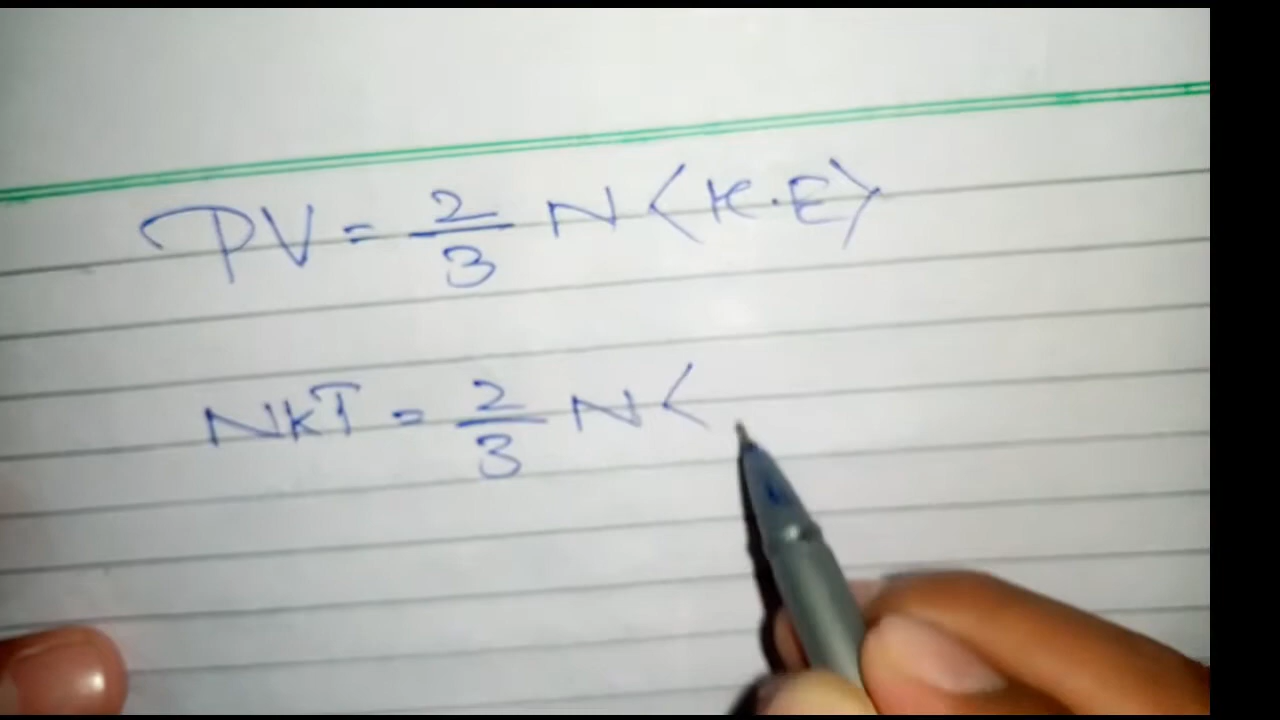 PV = 2/3 N <K.E>
NKT = 2/3 N <